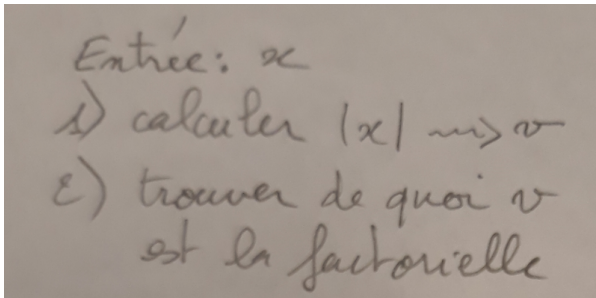 Entrée: x
1) calculer |x| ⇝ v
2) trouver de quoi v
est la factorielle